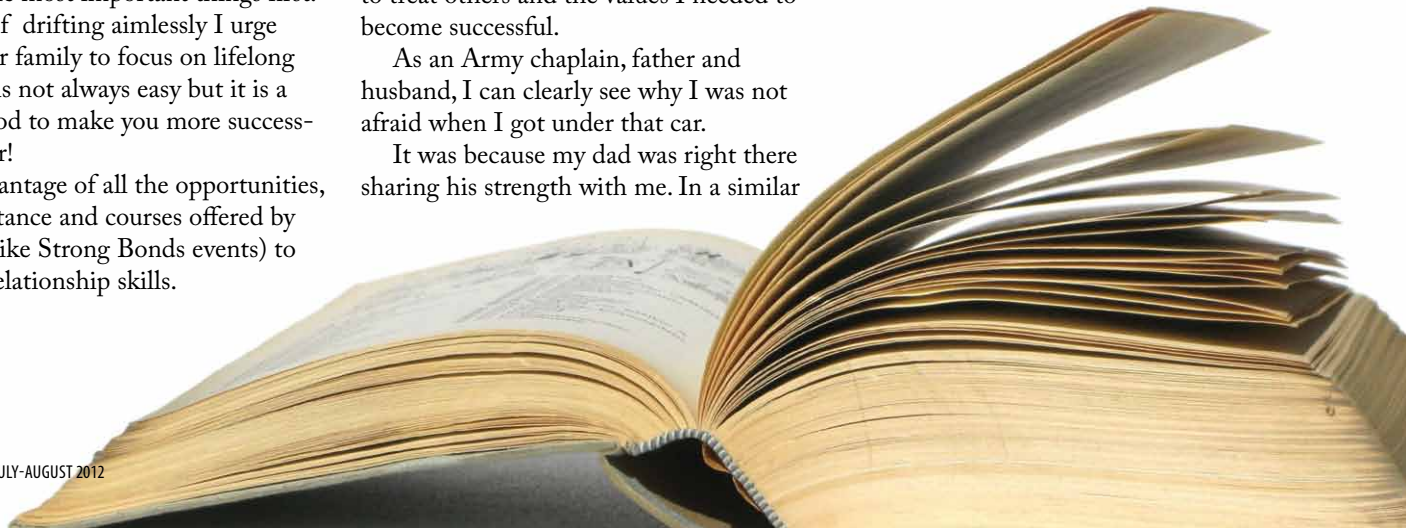 most important things first.
f drifting aimlessly I urge
r family to focus on lifelong
is not always easy but it is a
od to make you more success-
r!
antage of all the opportunities,
tance and courses offered by
ike Strong Bonds events) to
elationship skills.
to treat others and the values I needed to
become successful.
As an Army chaplain, father and
husband, I can clearly see why I was not
afraid when I got under that car.
It was because my dad was right there
sharing his strength with me. In a similar
ULY-AUGUST 2012